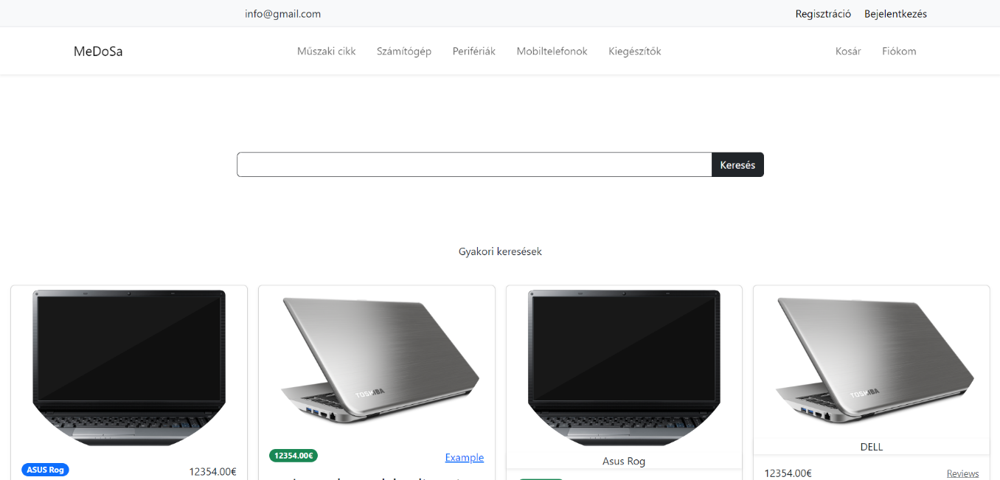 info@gmail.com
Regisztráció Bejelentkezés
MeDoSa
Műszaki cikk Számítógép Perifériák Mobiltelefonok Kiegészítők
Kosár Fiókom
Keresés
Gyakori keresések
ASUS Rog 12354.00€
TOSHIBA
12354.00€ Example
Asus Rog
TOSHIBA
DELL
12354.00€ Reviews